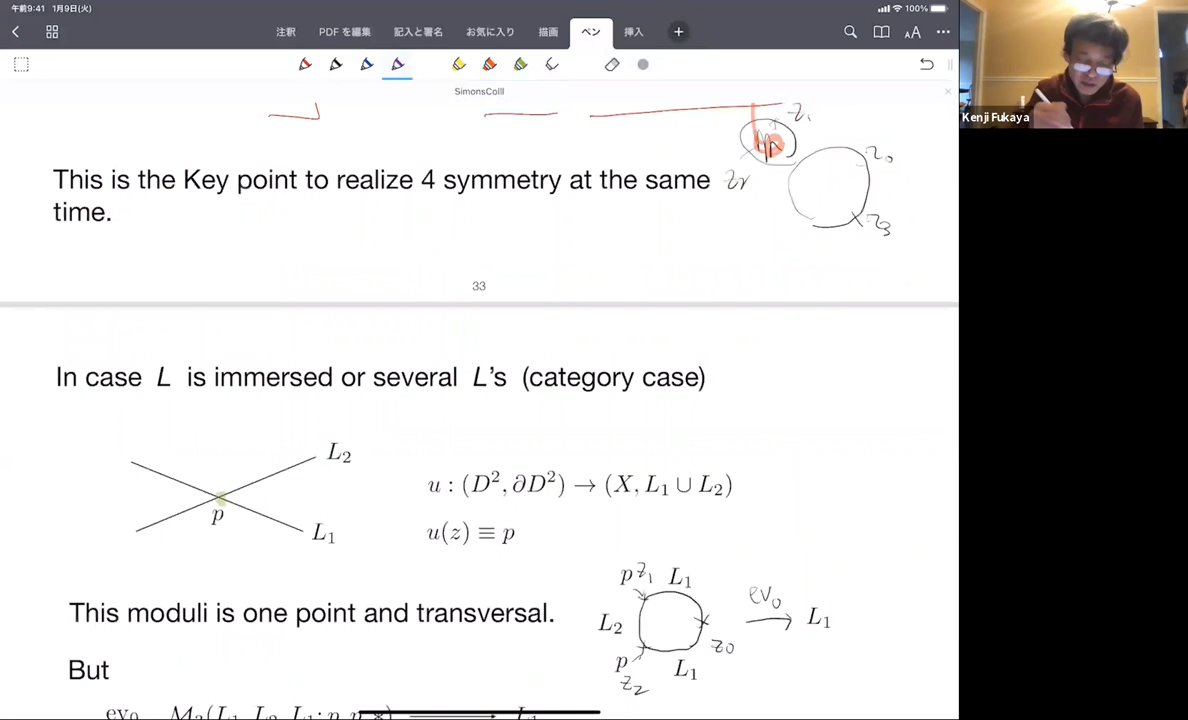 午前9:41 1月9日(火)
100%
注釈 PDF を編集 記入と署名 お気に入り 描画 ペン 挿入
AA
SimonsColll
Kenji Fukaya
z₁
z₀
This is the Key point to realize 4 symmetry at the same
z₃
time.
33
In case L is immersed or several L's (category case)
L₂
u : (D², ∂D²) → (X, L₁ ∪ L₂)
p
L₁
u(z) ≡ p
p z₁ L₁
ev₀
This moduli is one point and transversal.
L₂
L₁
z₀
p
L₁
z₂
But